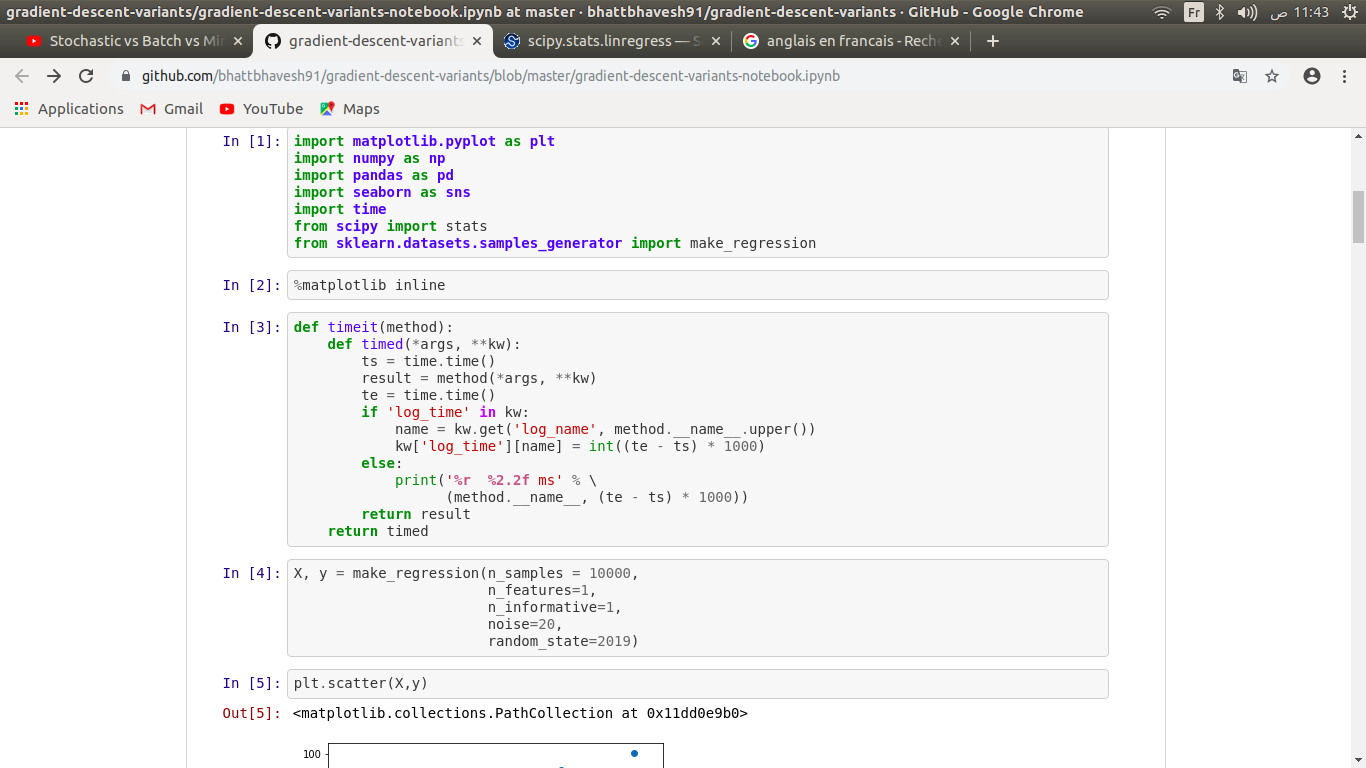 gradient-descent-variants/gradient-descent-variants-notebook.ipynb at master · bhattbhavesh91/gradient-descent-variants · GitHub - Google Chrome
Fr
11:43 ص
Stochastic vs Batch vs Mi
gradient-descent-variants
scipy.stats.linregress — S
anglais en francais - Reche
github.com/bhattbhavesh91/gradient-descent-variants/blob/master/gradient-descent-variants-notebook.ipynb
Applications
Gmail
YouTube
Maps
In [1]: import matplotlib.pyplot as plt
import numpy as np
import pandas as pd
import seaborn as sns
import time
from scipy import stats
from sklearn.datasets.samples_generator import make_regression
In [2]: %matplotlib inline
In [3]: def timeit(method):
    def timed(*args, **kw):
        ts = time.time()
        result = method(*args, **kw)
        te = time.time()
        if 'log_time' in kw:
            name = kw.get('log_name', method.__name__.upper())
            kw['log_time'][name] = int((te - ts) * 1000)
        else:
            print('%r  %2.2f ms' % \
                  (method.__name__, (te - ts) * 1000))
        return result
    return timed
In [4]: X, y = make_regression(n_samples = 10000,
                       n_features=1,
                       n_informative=1,
                       noise=20,
                       random_state=2019)
In [5]: plt.scatter(X,y)
Out[5]: <matplotlib.collections.PathCollection at 0x11dd0e9b0>
100